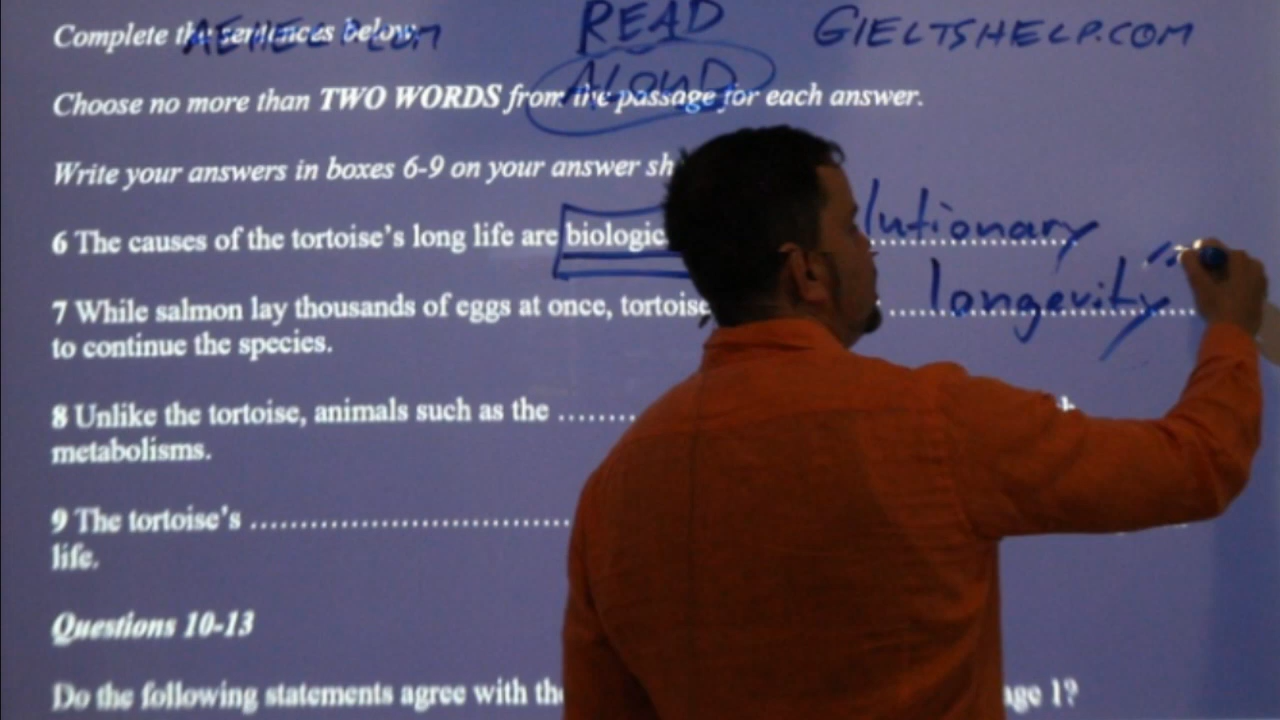 Complete the sentences below.
AEHELP.COM
READ
ALOUD
GIELTSHELP.COM
Choose no more than TWO WORDS from the passage for each answer.
Write your answers in boxes 6-9 on your answer sh
6 The causes of the tortoise's long life are biologic lutionary
7 While salmon lay thousands of eggs at once, tortoise longevity"
to continue the species.
8 Unlike the tortoise, animals such as the ........
metabolisms.
9 The tortoise's ...............................
life.
Questions 10-13
Do the following statements agree with the age 1?